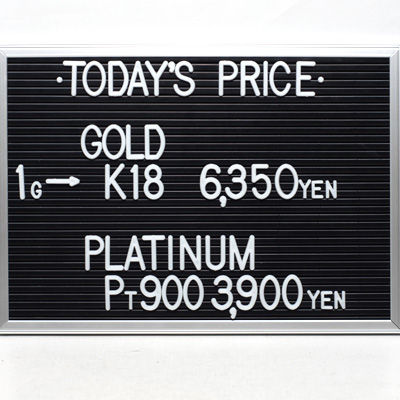 ·TODAY'S PRICE·
GOLD
1G→ K18 6,350YEN
PLATINUM
PT900 3,900YEN